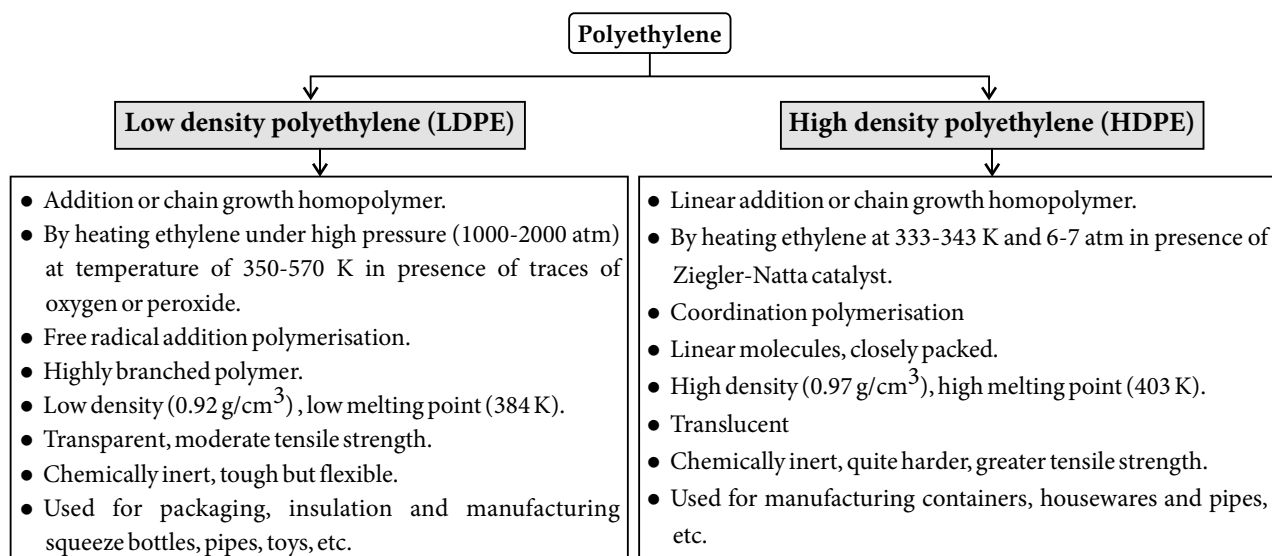 Polyethylene
Low density polyethylene (LDPE)
● Addition or chain growth homopolymer.
● By heating ethylene under high pressure (1000-2000 atm)
at temperature of 350-570 K in presence of traces of
oxygen or peroxide.
● Free radical addition polymerisation.
● Highly branched polymer.
● Low density (0.92 g/cm³) , low melting point (384 K).
● Transparent, moderate tensile strength.
● Chemically inert, tough but flexible.
● Used for packaging, insulation and manufacturing
squeeze bottles, pipes, toys, etc.
High density polyethylene (HDPE)
● Linear addition or chain growth homopolymer.
● By heating ethylene at 333-343 K and 6-7 atm in presence of
Ziegler-Natta catalyst.
● Coordination polymerisation
● Linear molecules, closely packed.
● High density (0.97 g/cm³), high melting point (403 K).
● Translucent
● Chemically inert, quite harder, greater tensile strength.
● Used for manufacturing containers, housewares and pipes,
etc.